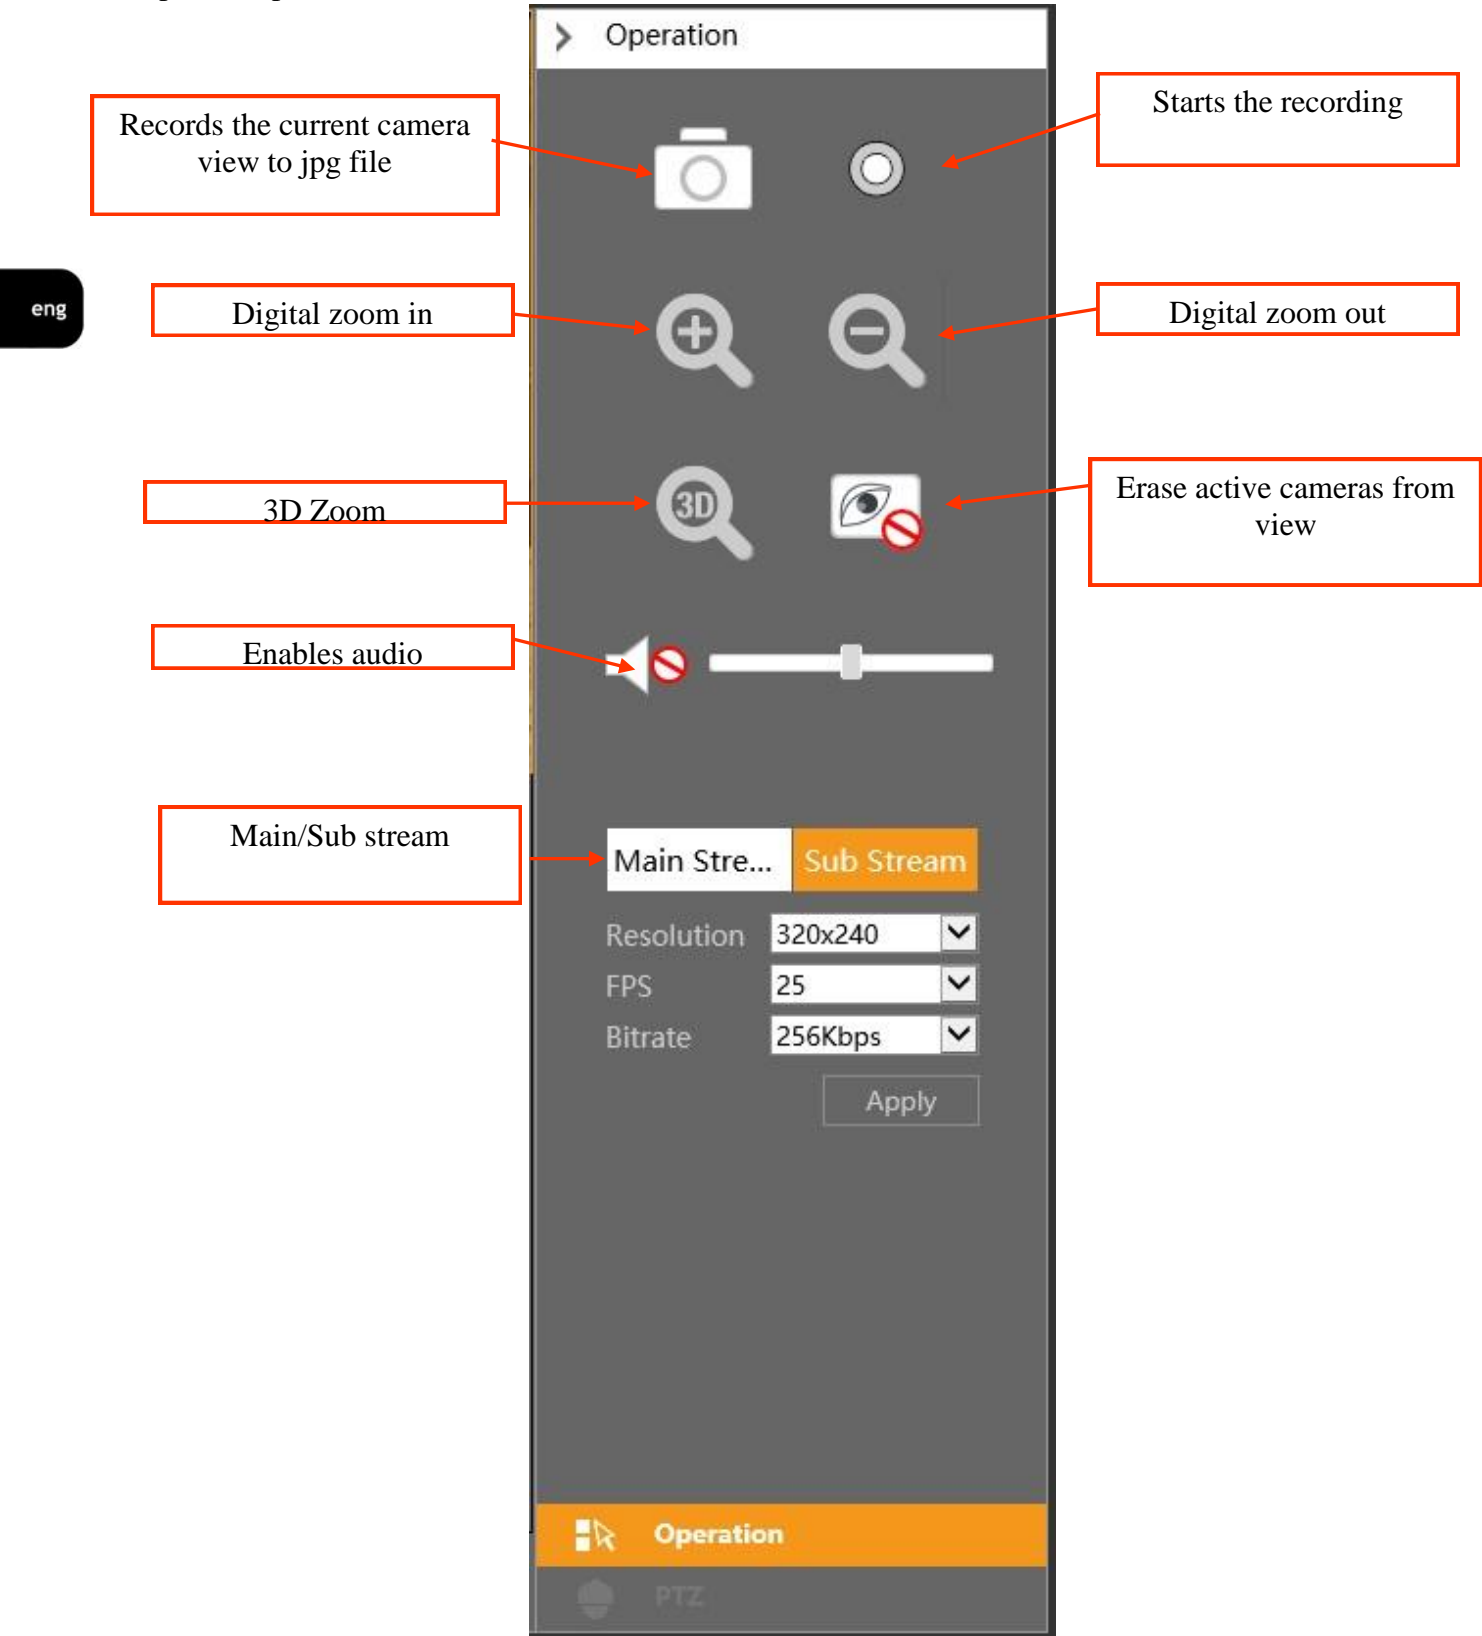 Operation
Starts the recording
Records the current camera
view to jpg file
eng
Digital zoom in
Digital zoom out
3D
3D Zoom
Erase active cameras from
view
Enables audio
Main/Sub stream
Main Stre...
Sub Stream
Resolution 320x240
FPS 25
Bitrate 256Kbps
Apply
Operation
PTZ